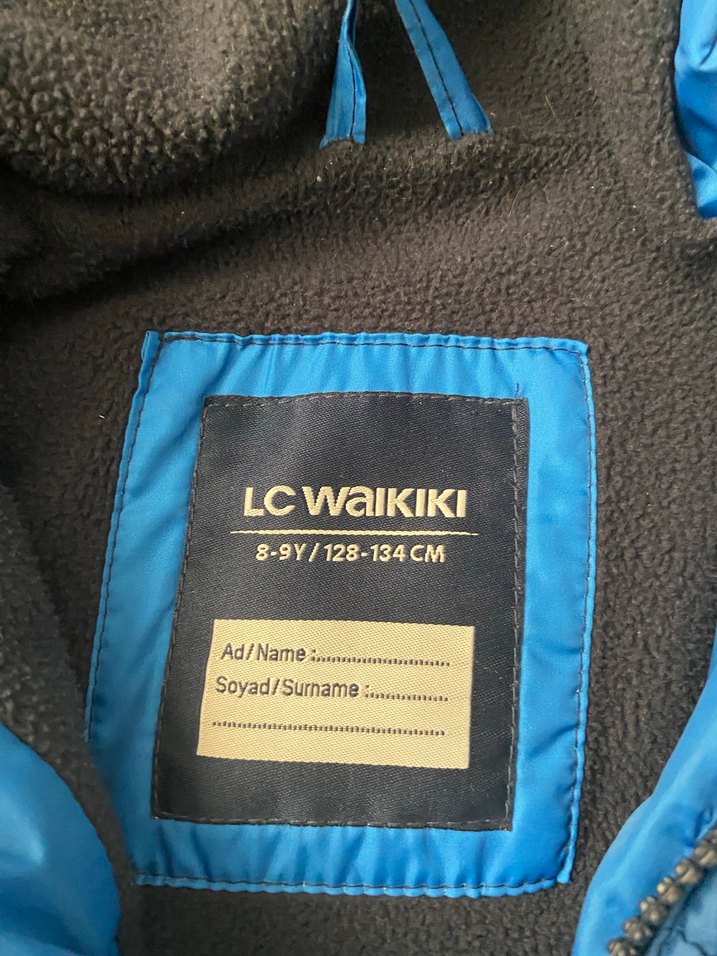 LC WAIKIKI
8-9Y / 128-134 CM
Ad/Name :.............................
Soyad/Surname :..................
..................................................